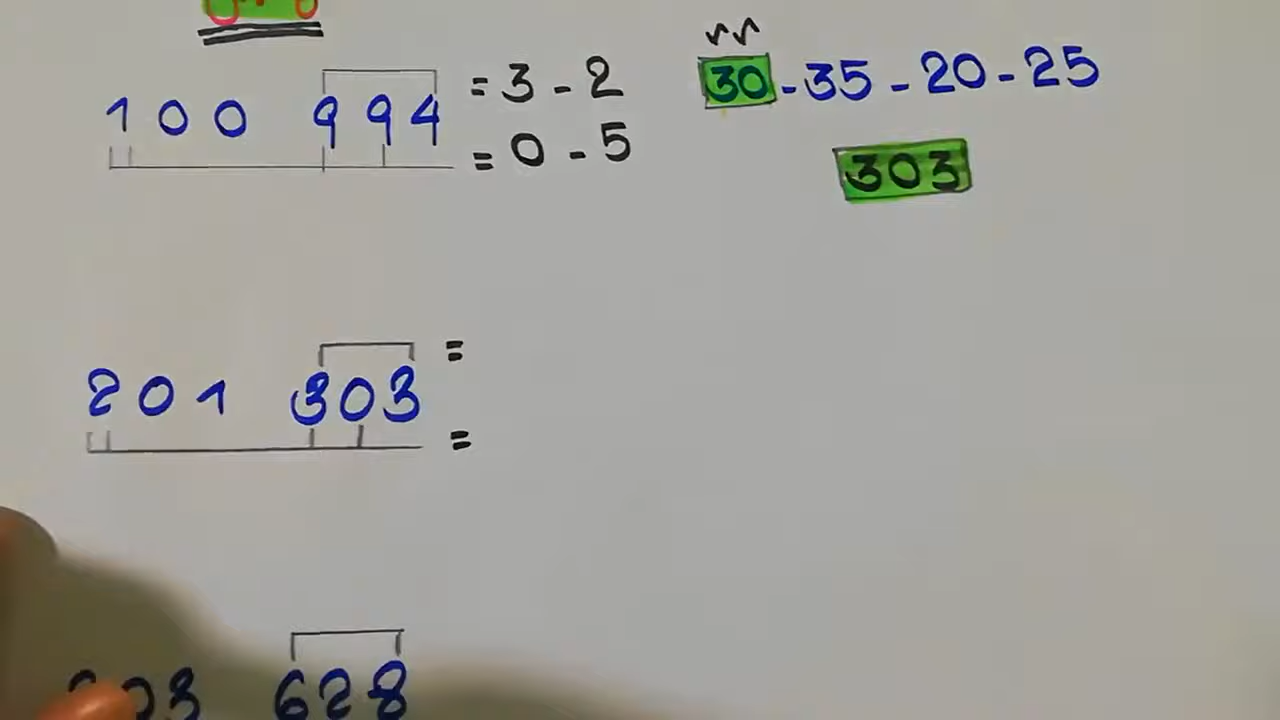 100 994 = 3 - 2
= 0 - 5
30 - 35 - 20 - 25
303
201 303 =
=
628